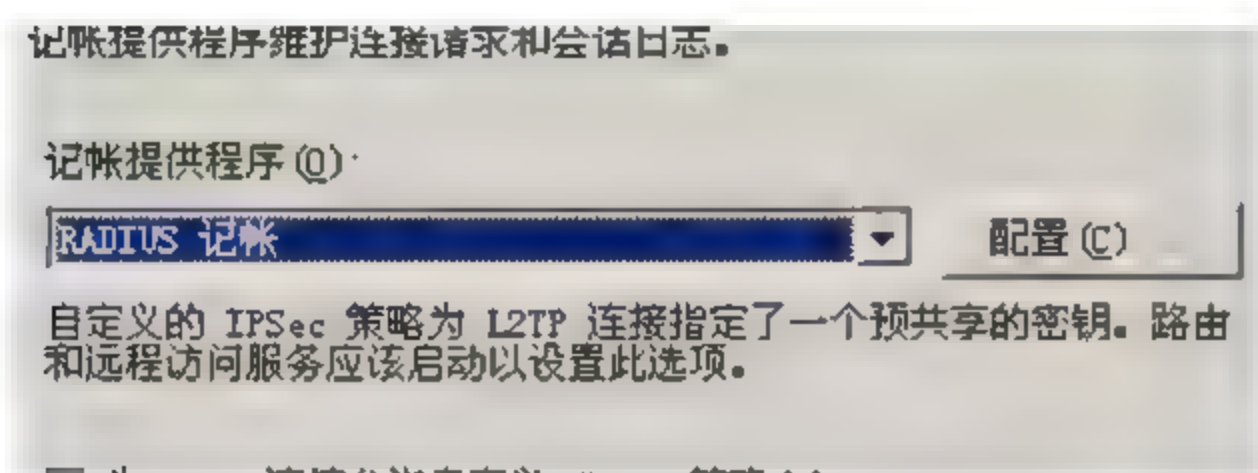 记帐提供程序维护连接请求和会话日志。
记帐提供程序(O):
RADIUS 记帐
配置(C)
自定义的 IPSec 策略为 L2TP 连接指定了一个预共享的密钥。路由
和远程访问服务应该启动以设置此选项。